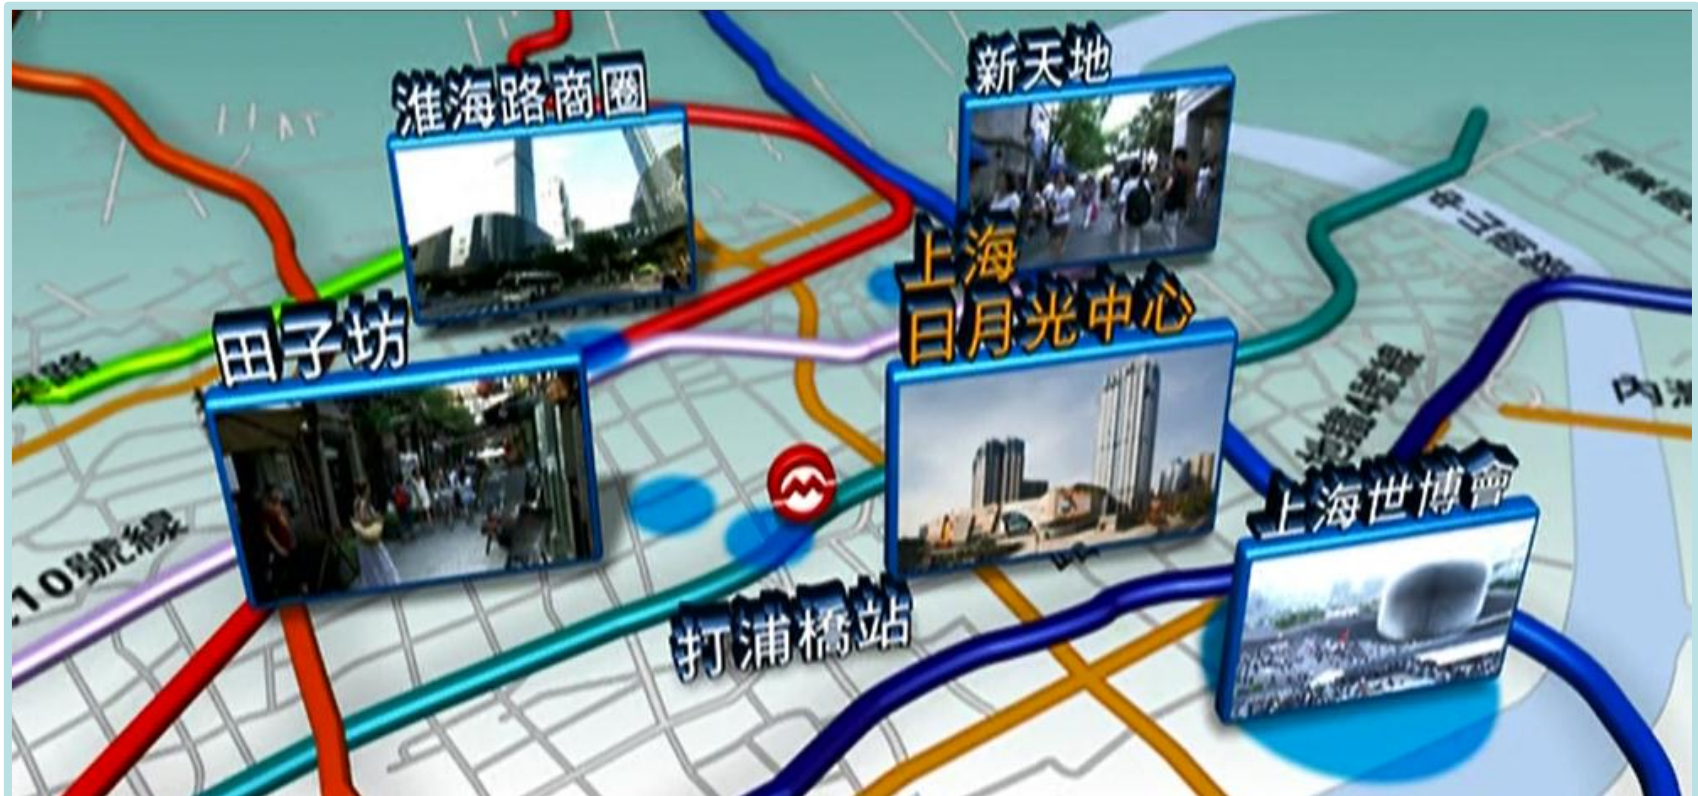 新天地
淮海路商圈
上海
日月光中心
田子坊
上海世博會
10號線
打浦橋站